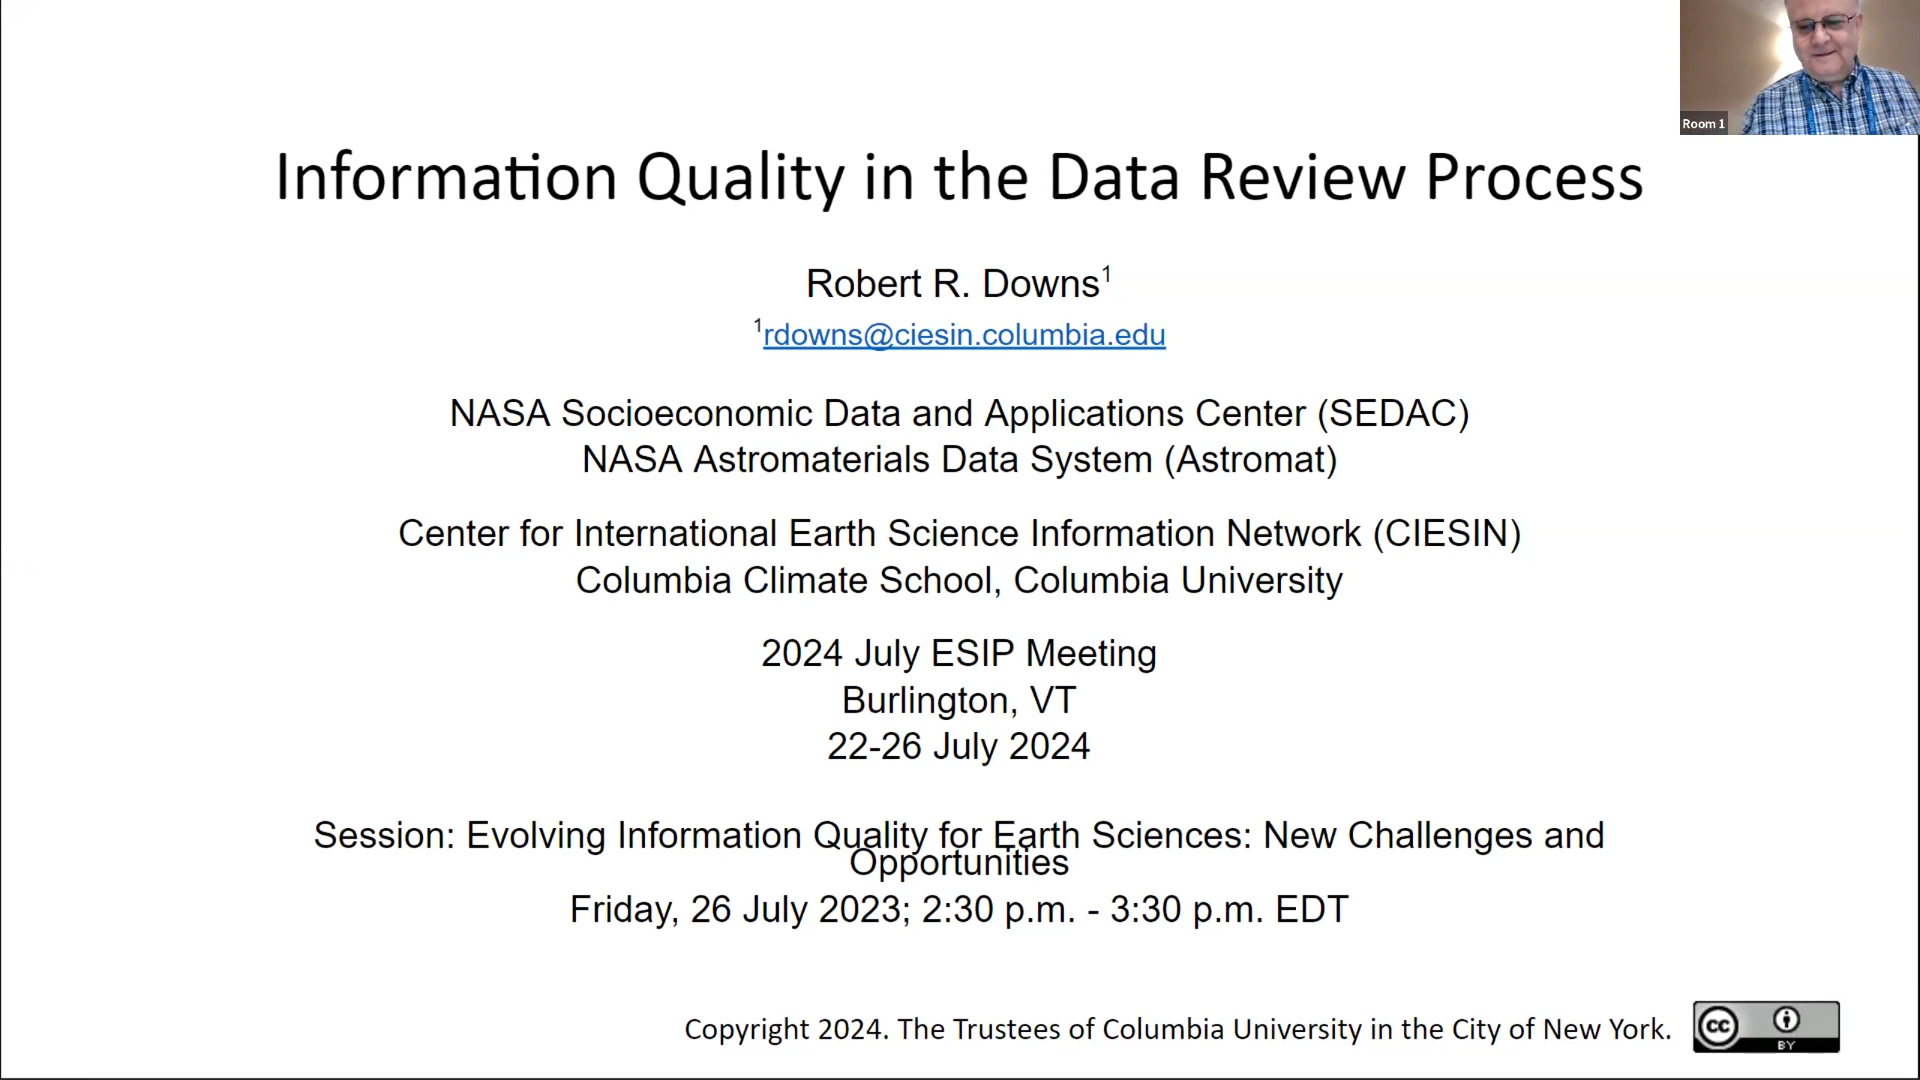 Room 1
Information Quality in the Data Review Process
Robert R. Downs1
1rdowns@ciesin.columbia.edu
NASA Socioeconomic Data and Applications Center (SEDAC)
NASA Astromaterials Data System (Astromat)
Center for International Earth Science Information Network (CIESIN)
Columbia Climate School, Columbia University
2024 July ESIP Meeting
Burlington, VT
22-26 July 2024
Session: Evolving Information Quality for Earth Sciences: New Challenges and
Opportunities
Friday, 26 July 2023; 2:30 p.m. - 3:30 p.m. EDT
Copyright 2024. The Trustees of Columbia University in the City of New York.
cc
BY